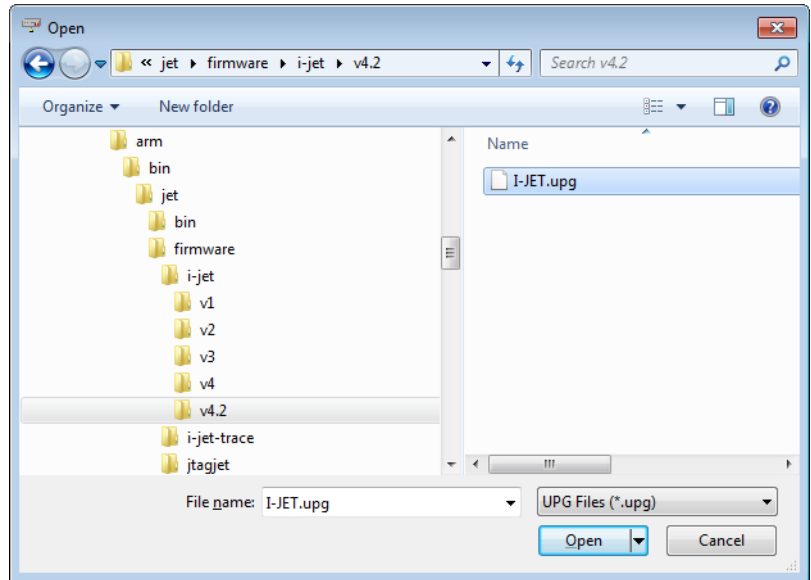 Open
« jet ▸ firmware ▸ i-jet ▸ v4.2
Search v4.2
Organize
New folder
arm
bin
jet
bin
firmware
i-jet
v1
v2
v3
v4
v4.2
i-jet-trace
jtagjet
Name
I-JET.upg
File name: I-JET.upg
UPG Files (*.upg)
Open
Cancel